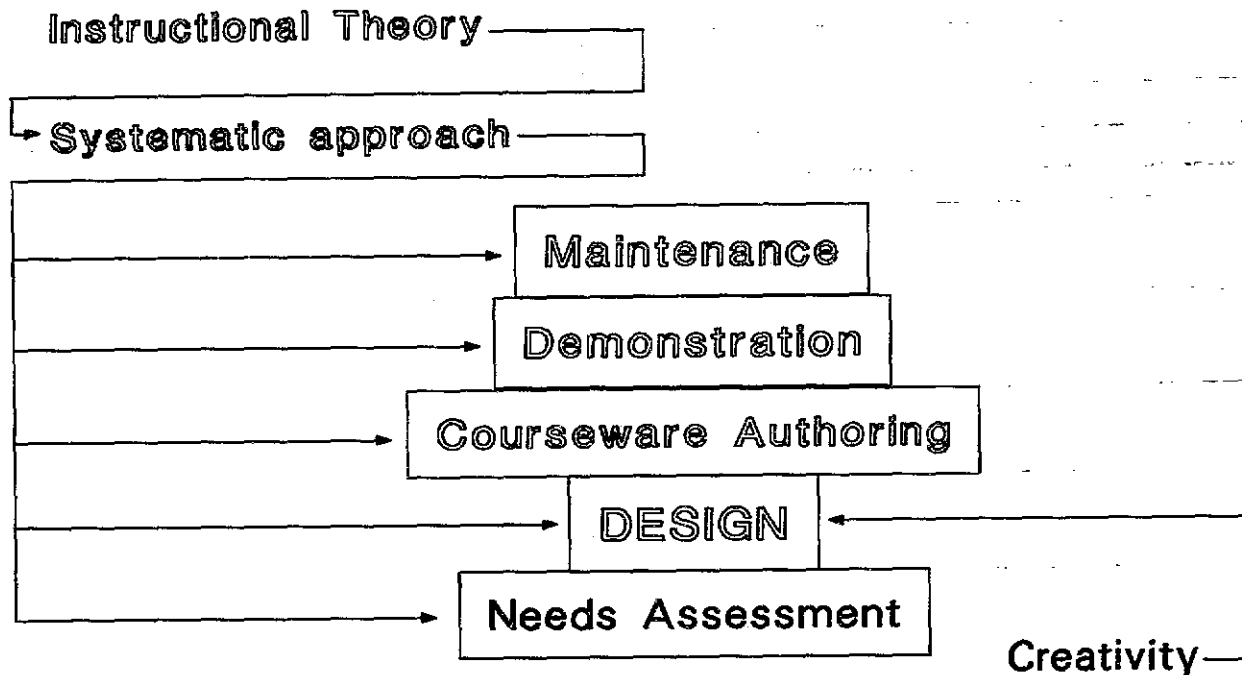 Instructional Theory
Systematic approach
Maintenance
Demonstration
Courseware Authoring
DESIGN
Needs Assessment
Creativity